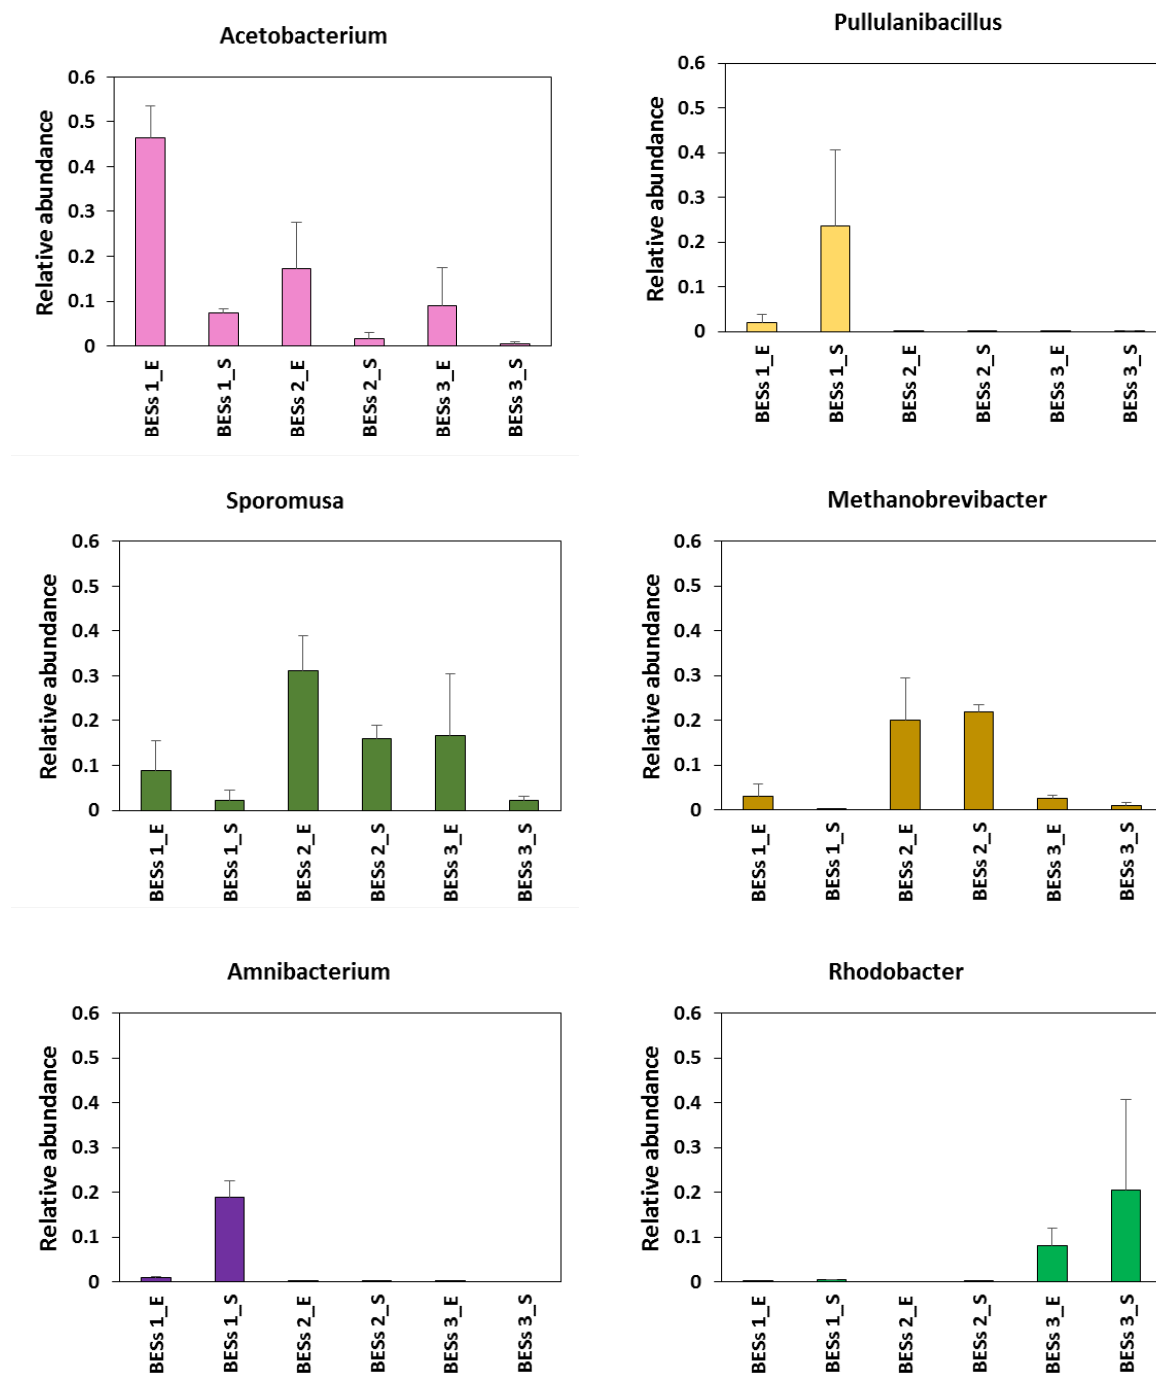 Acetobacterium
Relative abundance
0.6
0.5
0.4
0.3
0.2
0.1
0
BESs 1_E
BESs 1_S
BESs 2_E
BESs 2_S
BESs 3_E
BESs 3_S
Pullulanibacillus
Relative abundance
0.6
0.5
0.4
0.3
0.2
0.1
0
BESs 1_E
BESs 1_S
BESs 2_E
BESs 2_S
BESs 3_E
BESs 3_S
Sporomusa
Relative abundance
0.6
0.5
0.4
0.3
0.2
0.1
0
BESs 1_E
BESs 1_S
BESs 2_E
BESs 2_S
BESs 3_E
BESs 3_S
Methanobrevibacter
Relative abundance
0.6
0.5
0.4
0.3
0.2
0.1
0
BESs 1_E
BESs 1_S
BESs 2_E
BESs 2_S
BESs 3_E
BESs 3_S
Amnibacterium
Relative abundance
0.6
0.5
0.4
0.3
0.2
0.1
0
BESs 1_E
BESs 1_S
BESs 2_E
BESs 2_S
BESs 3_E
BESs 3_S
Rhodobacter
Relative abundance
0.6
0.5
0.4
0.3
0.2
0.1
0
BESs 1_E
BESs 1_S
BESs 2_E
BESs 2_S
BESs 3_E
BESs 3_S